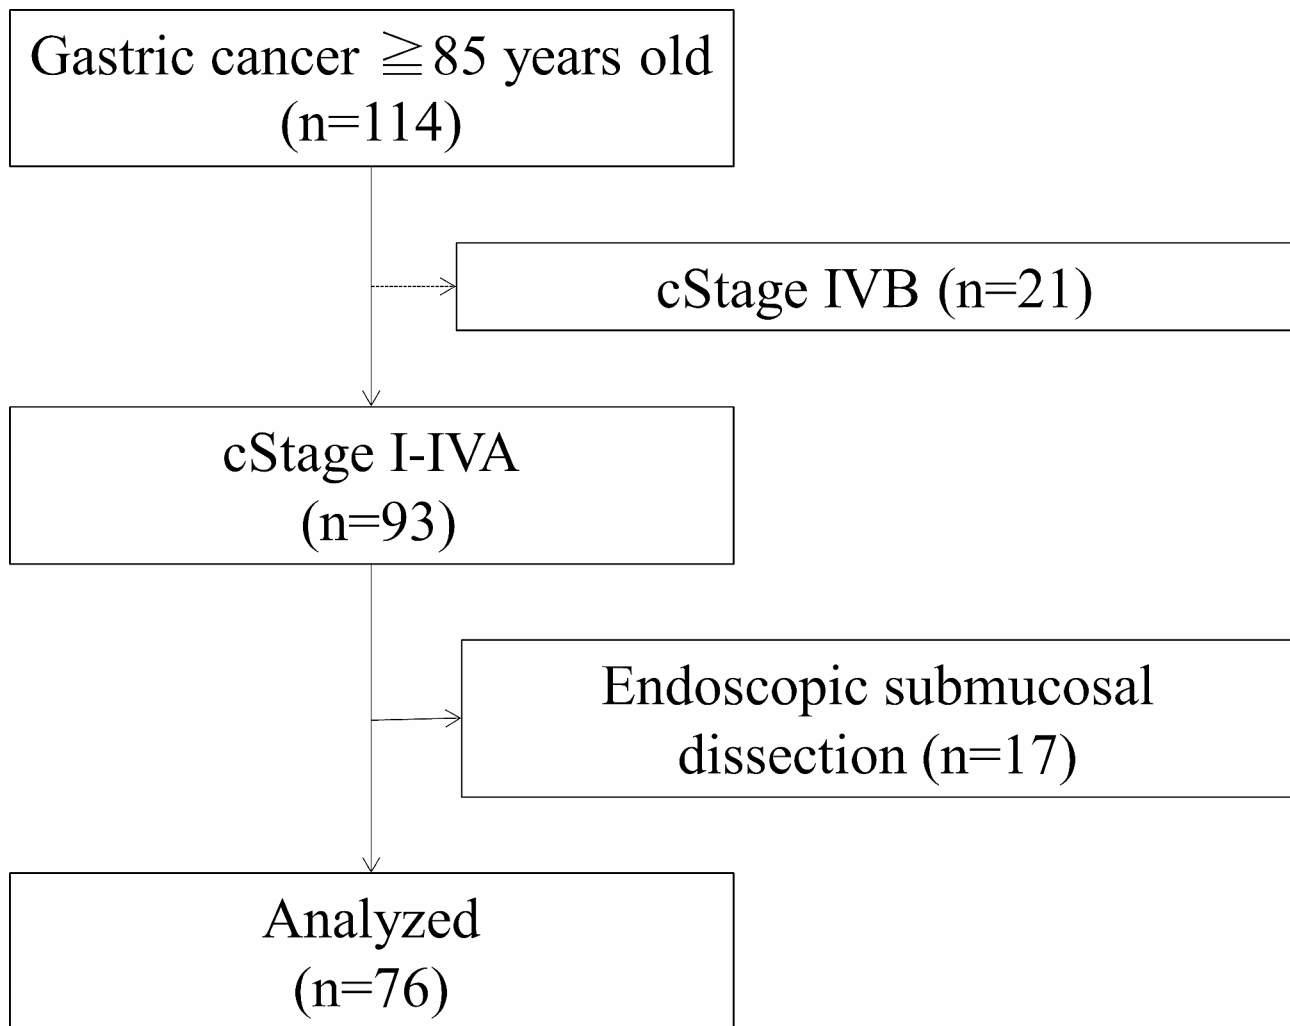 Gastric cancer ≧85 years old
(n=114)
cStage IVB (n=21)
cStage I-IVA
(n=93)
Endoscopic submucosal
dissection (n=17)
Analyzed
(n=76)